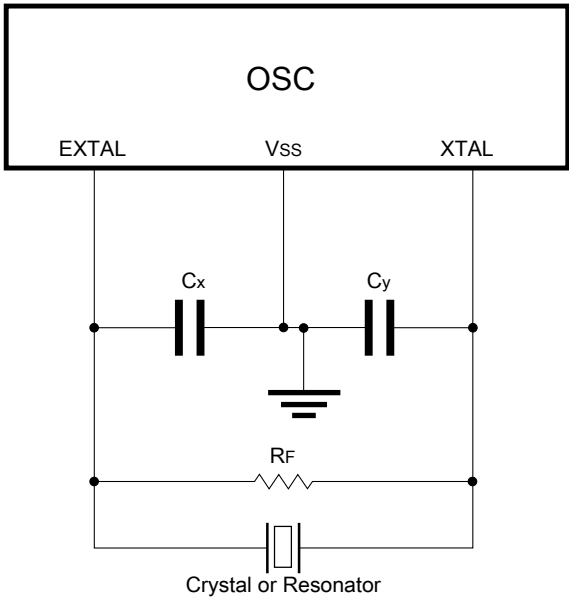 OSC
EXTAL VSS XTAL
Cx Cy
RF
Crystal or Resonator